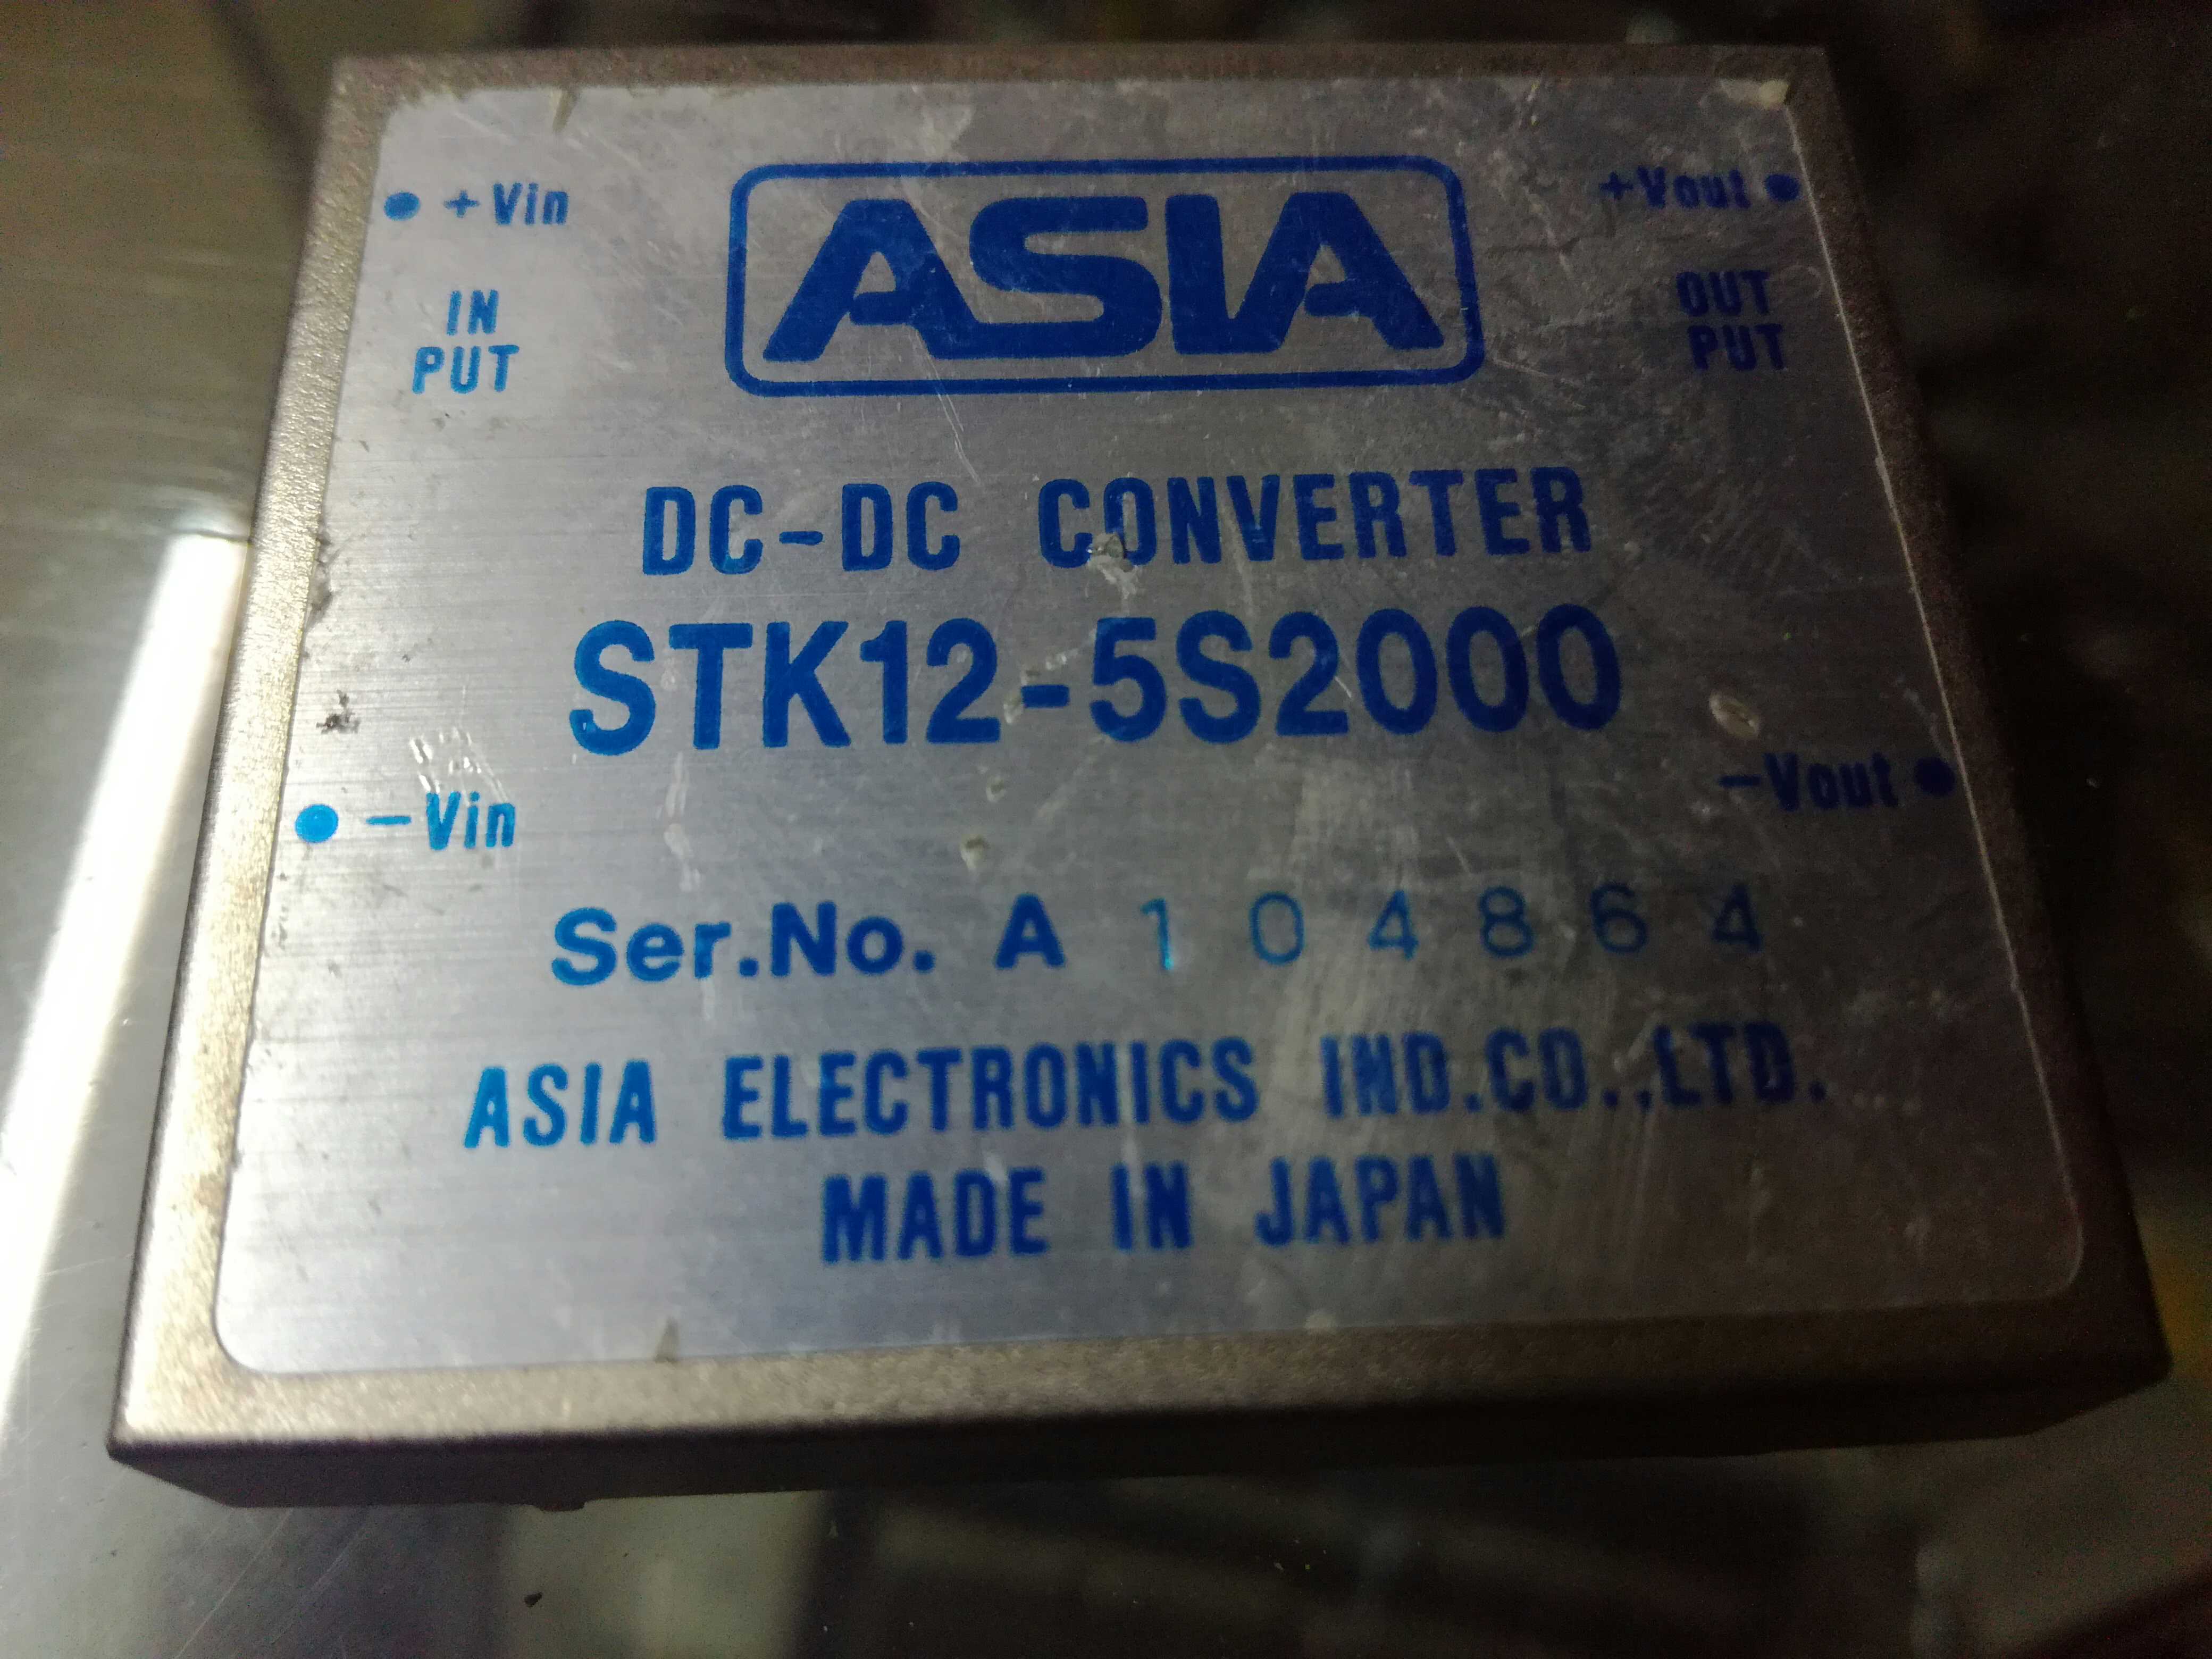 +Vin
ASIA
+Vout
IN
PUT
OUT
PUT
DC-DC CONVERTER
STK12-5S2000
-Vin
-Vout
Ser.No. A 104864
ASIA ELECTRONICS IND.CO.,LTD.
MADE IN JAPAN